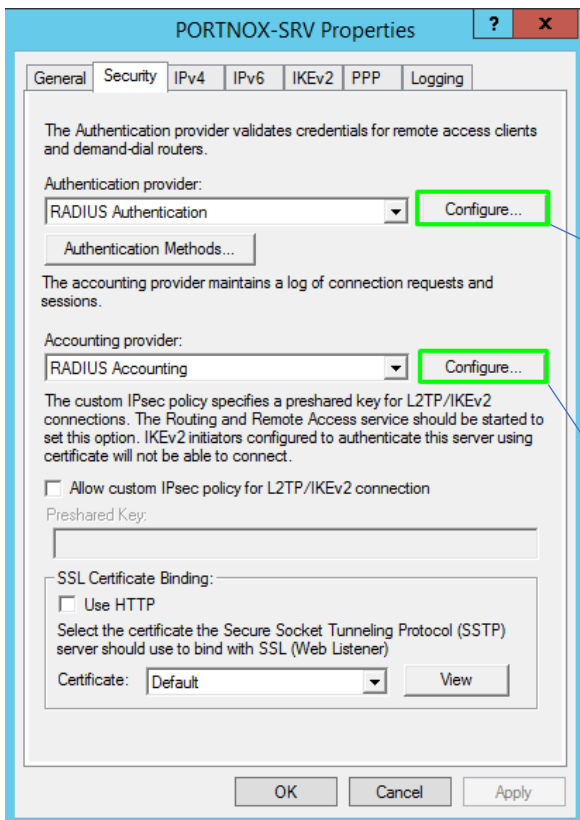 PORTNOX-SRV Properties
? x
General Security IPv4 IPv6 IKEv2 PPP Logging
The Authentication provider validates credentials for remote access clients
and demand-dial routers.
Authentication provider:
RADIUS Authentication
Configure...
Authentication Methods...
The accounting provider maintains a log of connection requests and
sessions.
Accounting provider:
RADIUS Accounting
Configure...
The custom IPsec policy specifies a preshared key for L2TP/IKEv2
connections. The Routing and Remote Access service should be started to
set this option. IKEv2 initiators configured to authenticate this server using
certificate will not be able to connect.
Allow custom IPsec policy for L2TP/IKEv2 connection
Preshared Key:
SSL Certificate Binding:
Use HTTP
Select the certificate the Secure Socket Tunneling Protocol (SSTP)
server should use to bind with SSL (Web Listener)
Certificate: Default View
OK Cancel Apply